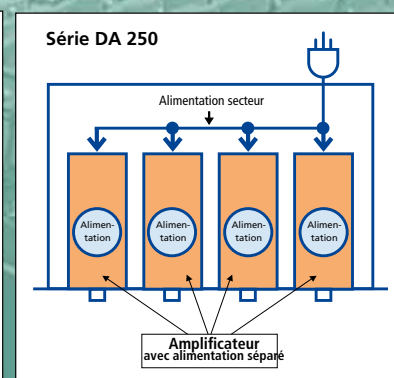 Série DA 250
Alimentation secteur
Alimen-
tation
Alimen-
tation
Alimen-
tation
Alimen-
tation
Amplificateur
avec alimentation séparé